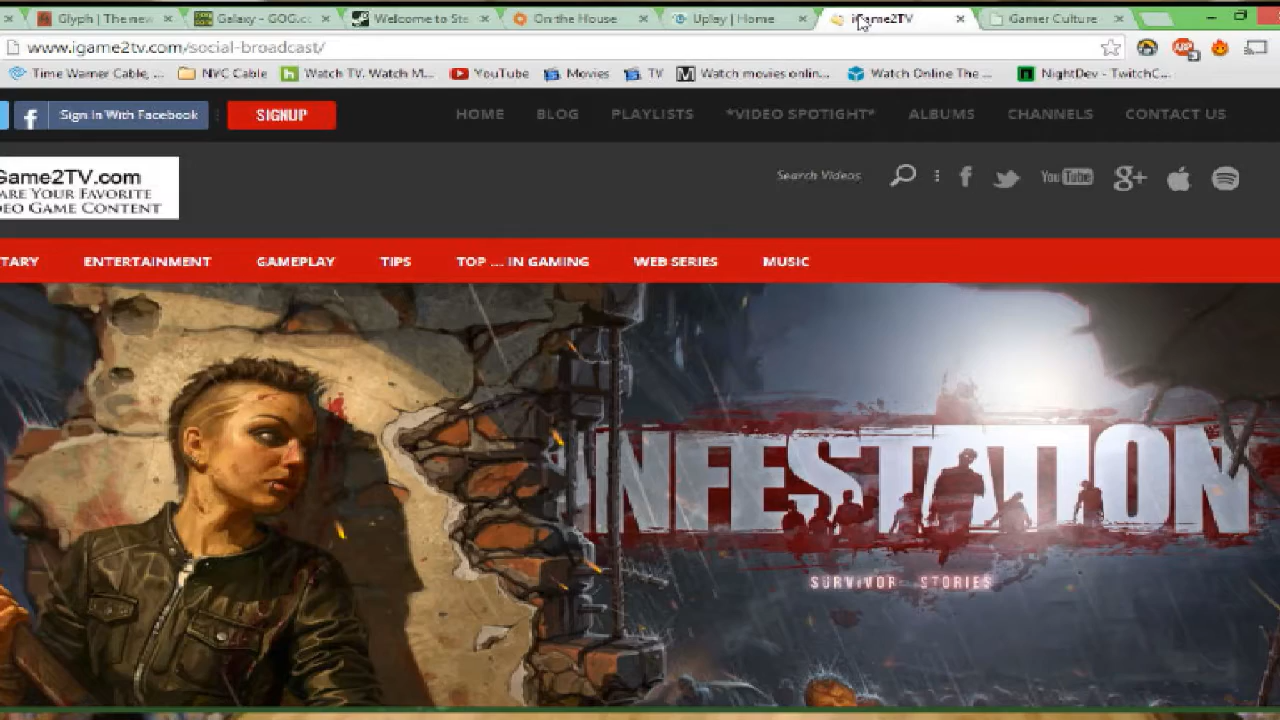 Glyph | The new
Galaxy - GOG.cc
Welcome to Ste
On the House
Uplay | Home
iGame2TV
Gamer Culture
www.igame2tv.com/social-broadcast/
Time Warner Cable, ...
NYC Cable
Watch TV. Watch M...
YouTube
Movies
TV
Watch movies onlin...
Watch Online The ...
NightDev - TwitchC...
f Sign In With Facebook
SIGNUP
HOME
BLOG
PLAYLISTS
*VIDEO SPOTIGHT*
ALBUMS
CHANNELS
CONTACT US
Game2TV.com
ARE YOUR FAVORITE
DEO GAME CONTENT
Search Videos
You Tube
g+
TARY
ENTERTAINMENT
GAMEPLAY
TIPS
TOP ... IN GAMING
WEB SERIES
MUSIC
INFESTATION
SURVIVOR STORIES